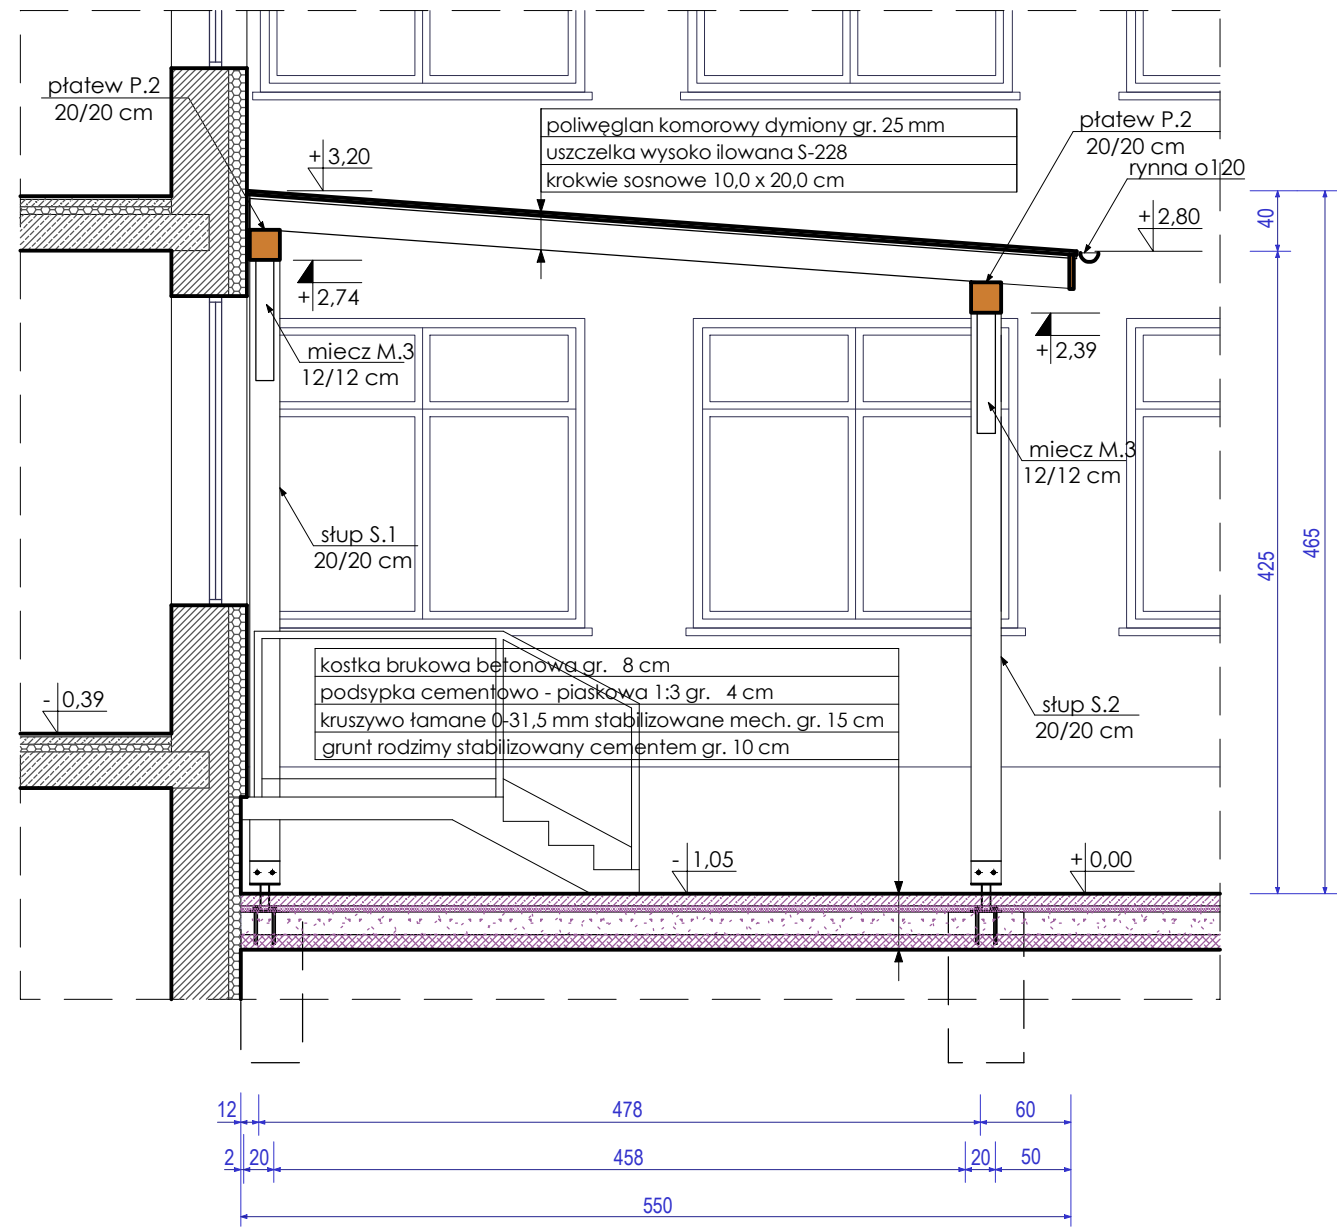 płatew P.2
20/20 cm
+ 3,20
poliwęglan komorowy dymiony gr. 25 mm
uszczelka wysoko ilowana S-228
krokwie sosnowe 10,0 x 20,0 cm
płatew P.2
20/20 cm
rynna o120
+ 2,80
40
+ 2,74
+ 2,39
miecz M.3
12/12 cm
miecz M.3
12/12 cm
słup S.1
20/20 cm
425
465
kostka brukowa betonowa gr. 8 cm
podsypka cementowo - piaskowa 1:3 gr. 4 cm
kruszywo łamane 0-31,5 mm stabilizowane mech. gr. 15 cm
grunt rodzimy stabilizowany cementem gr. 10 cm
- 0,39
słup S.2
20/20 cm
- 1,05
+ 0,00
12 478 60
2 20 458 20 50
550